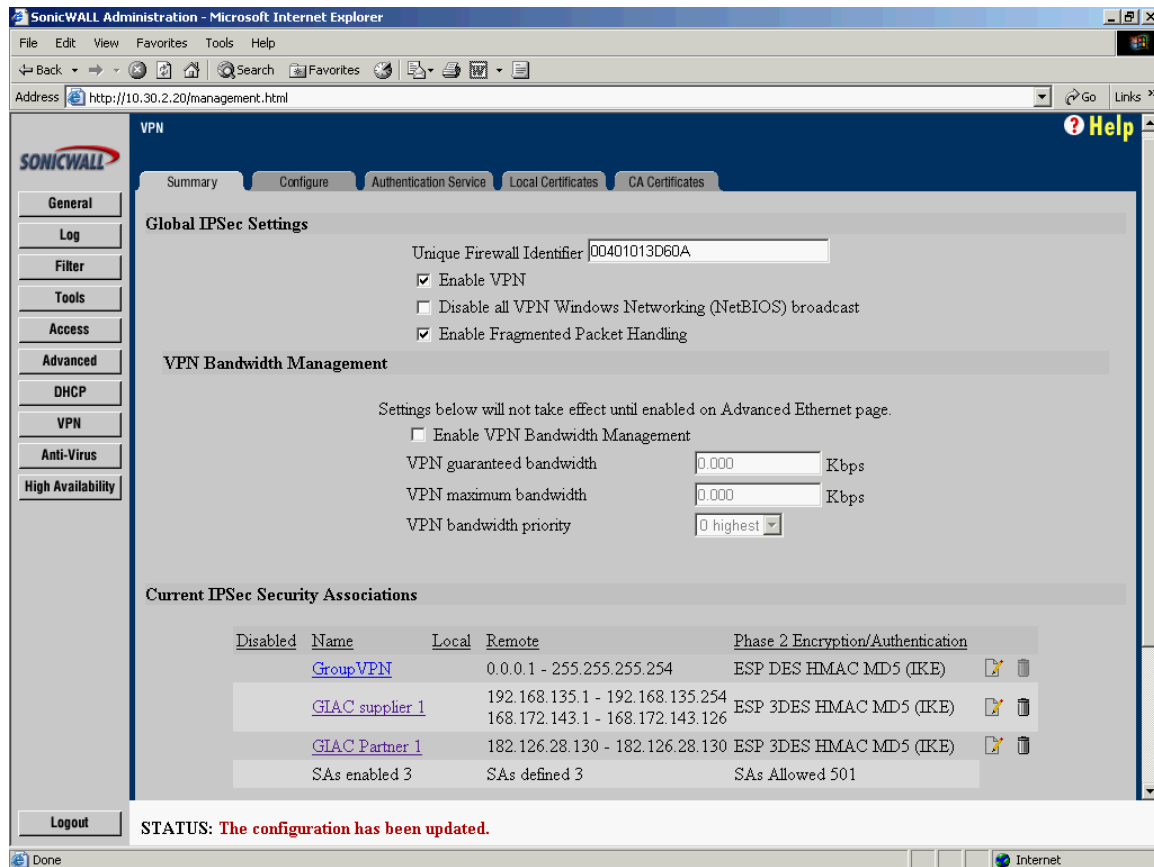 SonicWALL Administration - Microsoft Internet Explorer
File Edit View Favorites Tools Help
Back Search Favorites
Address http://10.30.2.20/management.html Go Links »
VPN Help
SONICWALL
Summary Configure Authentication Service Local Certificates CA Certificates
General
Log
Filter
Tools
Access
Advanced
DHCP
VPN
Anti-Virus
High Availability
Global IPSec Settings
Unique Firewall Identifier 00401013D60A
Enable VPN
Disable all VPN Windows Networking (NetBIOS) broadcast
Enable Fragmented Packet Handling
VPN Bandwidth Management
Settings below will not take effect until enabled on Advanced Ethernet page.
Enable VPN Bandwidth Management
VPN guaranteed bandwidth 0.000 Kbps
VPN maximum bandwidth 0.000 Kbps
VPN bandwidth priority 0 highest
Current IPSec Security Associations
Disabled Name Local Remote Phase 2 Encryption/Authentication
GroupVPN 0.0.0.1 - 255.255.255.254 ESP DES HMAC MD5 (IKE)
GIAC supplier 1 192.168.135.1 - 192.168.135.254 ESP 3DES HMAC MD5 (IKE)
168.172.143.1 - 168.172.143.126
GIAC Partner 1 182.126.28.130 - 182.126.28.130 ESP 3DES HMAC MD5 (IKE)
SAs enabled 3 SAs defined 3 SAs Allowed 501
Logout
STATUS: The configuration has been updated.
Done Internet